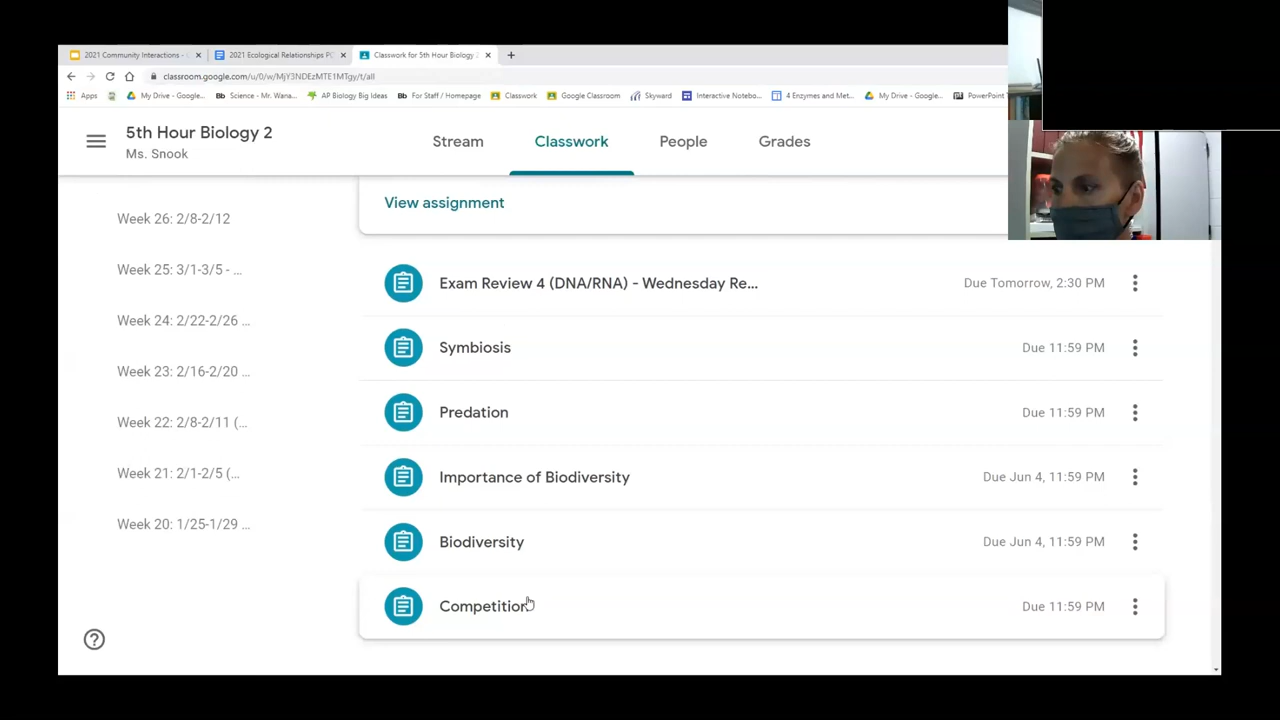 2021 Community Interactions -
2021 Ecological Relationships PO
Classwork for 5th Hour Biology 2
classroom.google.com/u/0/w/MjY3NDEzMTE1MTgy/t/all
Apps
My Drive - Google...
Bb Science - Mr. Wana...
AP Biology Big Ideas
Bb For Staff / Homepage
Classwork
Google Classroom
Skyward
Interactive Notebo...
4 Enzymes and Met...
My Drive - Google...
PowerPoint
5th Hour Biology 2
Ms. Snook
Stream
Classwork
People
Grades
View assignment
Week 26: 2/8-2/12
Week 25: 3/1-3/5 - ...
Week 24: 2/22-2/26 ...
Week 23: 2/16-2/20 ...
Week 22: 2/8-2/11 (...
Week 21: 2/1-2/5 (...
Week 20: 1/25-1/29 ...
Exam Review 4 (DNA/RNA) - Wednesday Re...
Due Tomorrow, 2:30 PM
Symbiosis
Due 11:59 PM
Predation
Due 11:59 PM
Importance of Biodiversity
Due Jun 4, 11:59 PM
Biodiversity
Due Jun 4, 11:59 PM
Competition
Due 11:59 PM